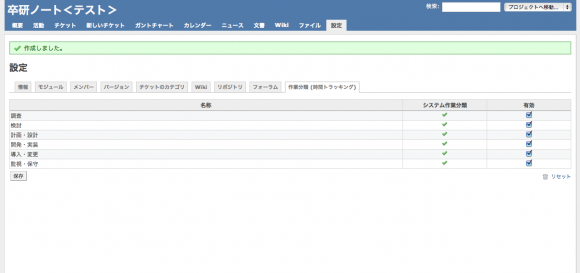 卒研ノート＜テスト＞ 検索: プロジェクトへ移動...
概要 活動 チケット 新しいチケット ガントチャート カレンダー ニュース 文書 Wiki ファイル 設定
作成しました。
設定
情報 モジュール メンバー バージョン チケットのカテゴリ Wiki リポジトリ フォーラム 作業分類 (時間トラッキング)
名称 システム作業分類 有効
調査
検討
計画・設計
開発・実装
導入・変更
監視・保守
保存 リセット